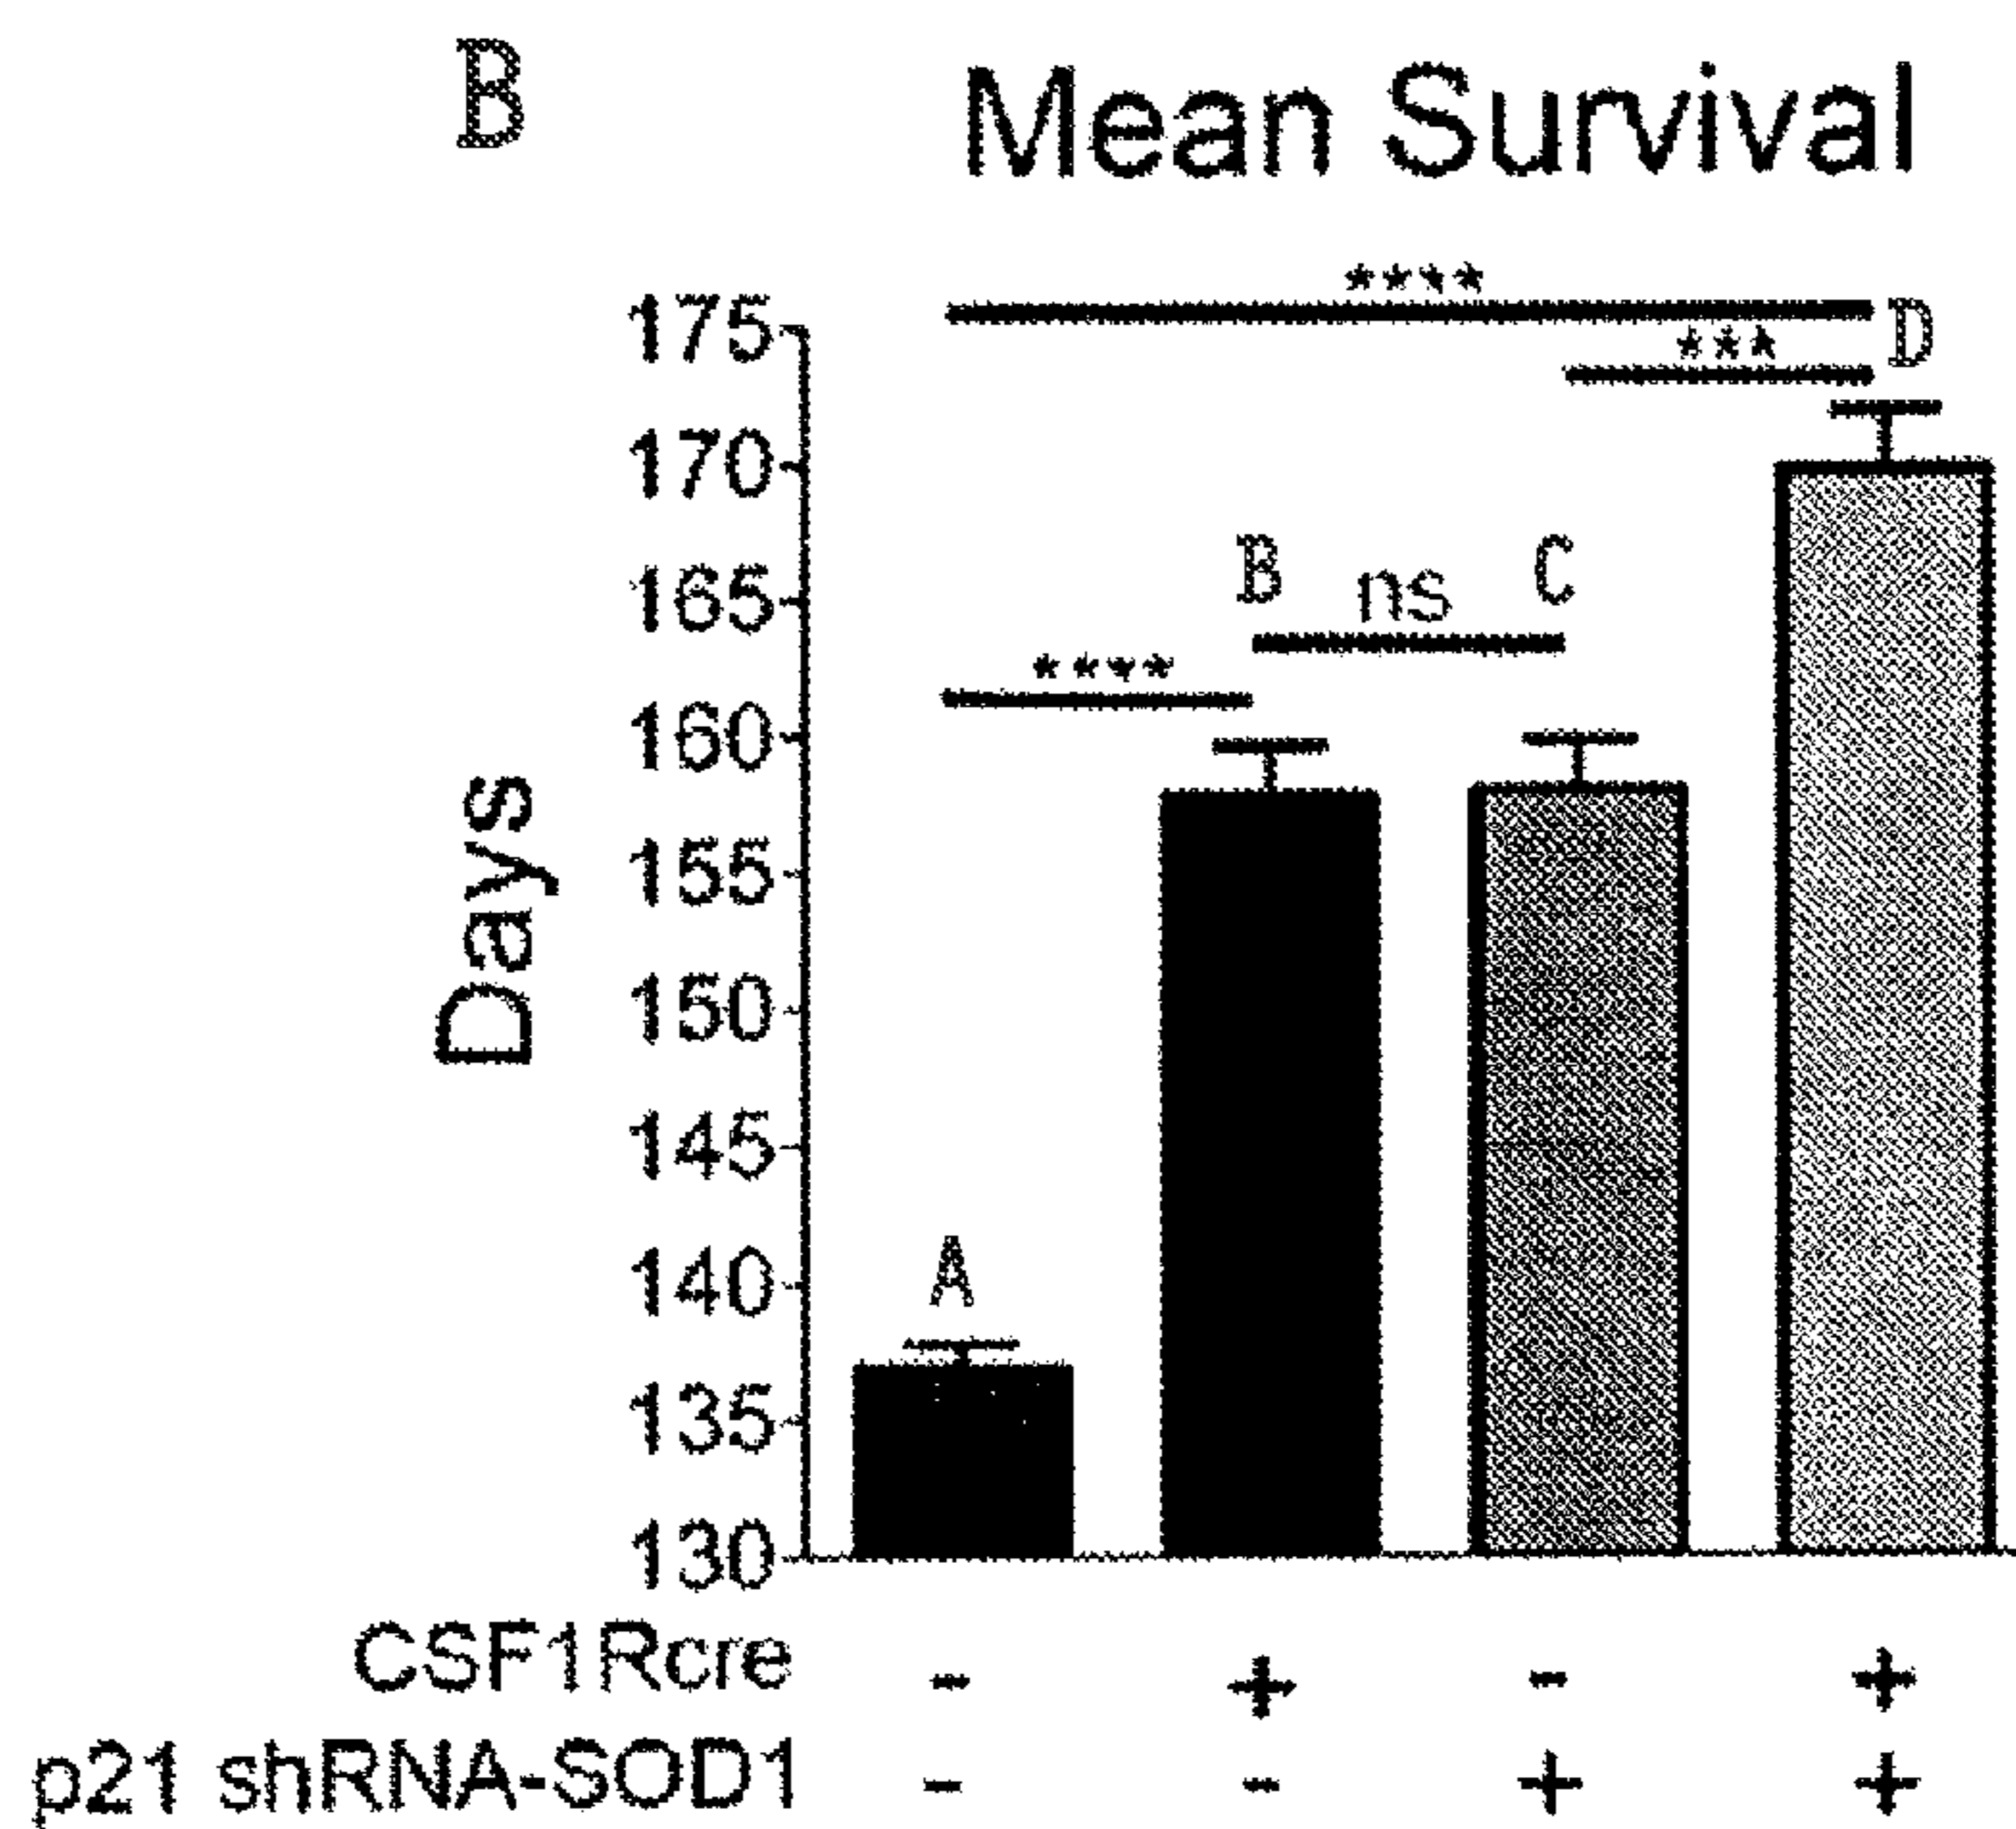 B
Mean Survival
****
175
*** D
170
165
B ns C
****
160
155
150
145
140
A
135
130
Days
CSF1Rcre - + - +
p21 shRNA-SOD1 - - + +